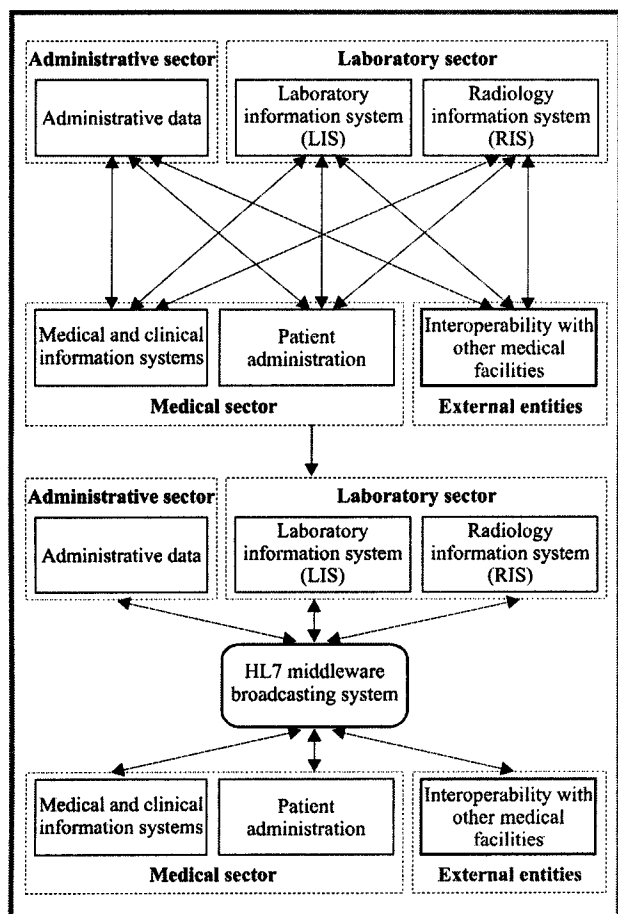 Administrative sector
Laboratory sector
Administrative data
Laboratory
information system
(LIS)
Radiology
information system
(RIS)
Medical and clinical
information systems
Patient
administration
Interoperability with
other medical
facilities
Medical sector
External entities
Administrative sector
Laboratory sector
Administrative data
Laboratory
information system
(LIS)
Radiology
information system
(RIS)
HL7 middleware
broadcasting system
Medical and clinical
information systems
Patient
administration
Interoperability with
other medical
facilities
Medical sector
External entities